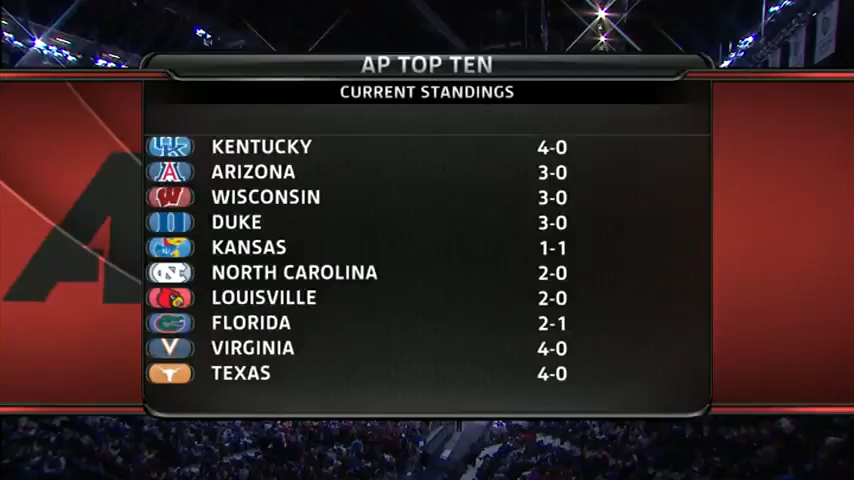 AP TOP TEN
CURRENT STANDINGS
KENTUCKY 4-0
ARIZONA 3-0
WISCONSIN 3-0
DUKE 3-0
KANSAS 1-1
NORTH CAROLINA 2-0
LOUISVILLE 2-0
FLORIDA 2-1
VIRGINIA 4-0
TEXAS 4-0